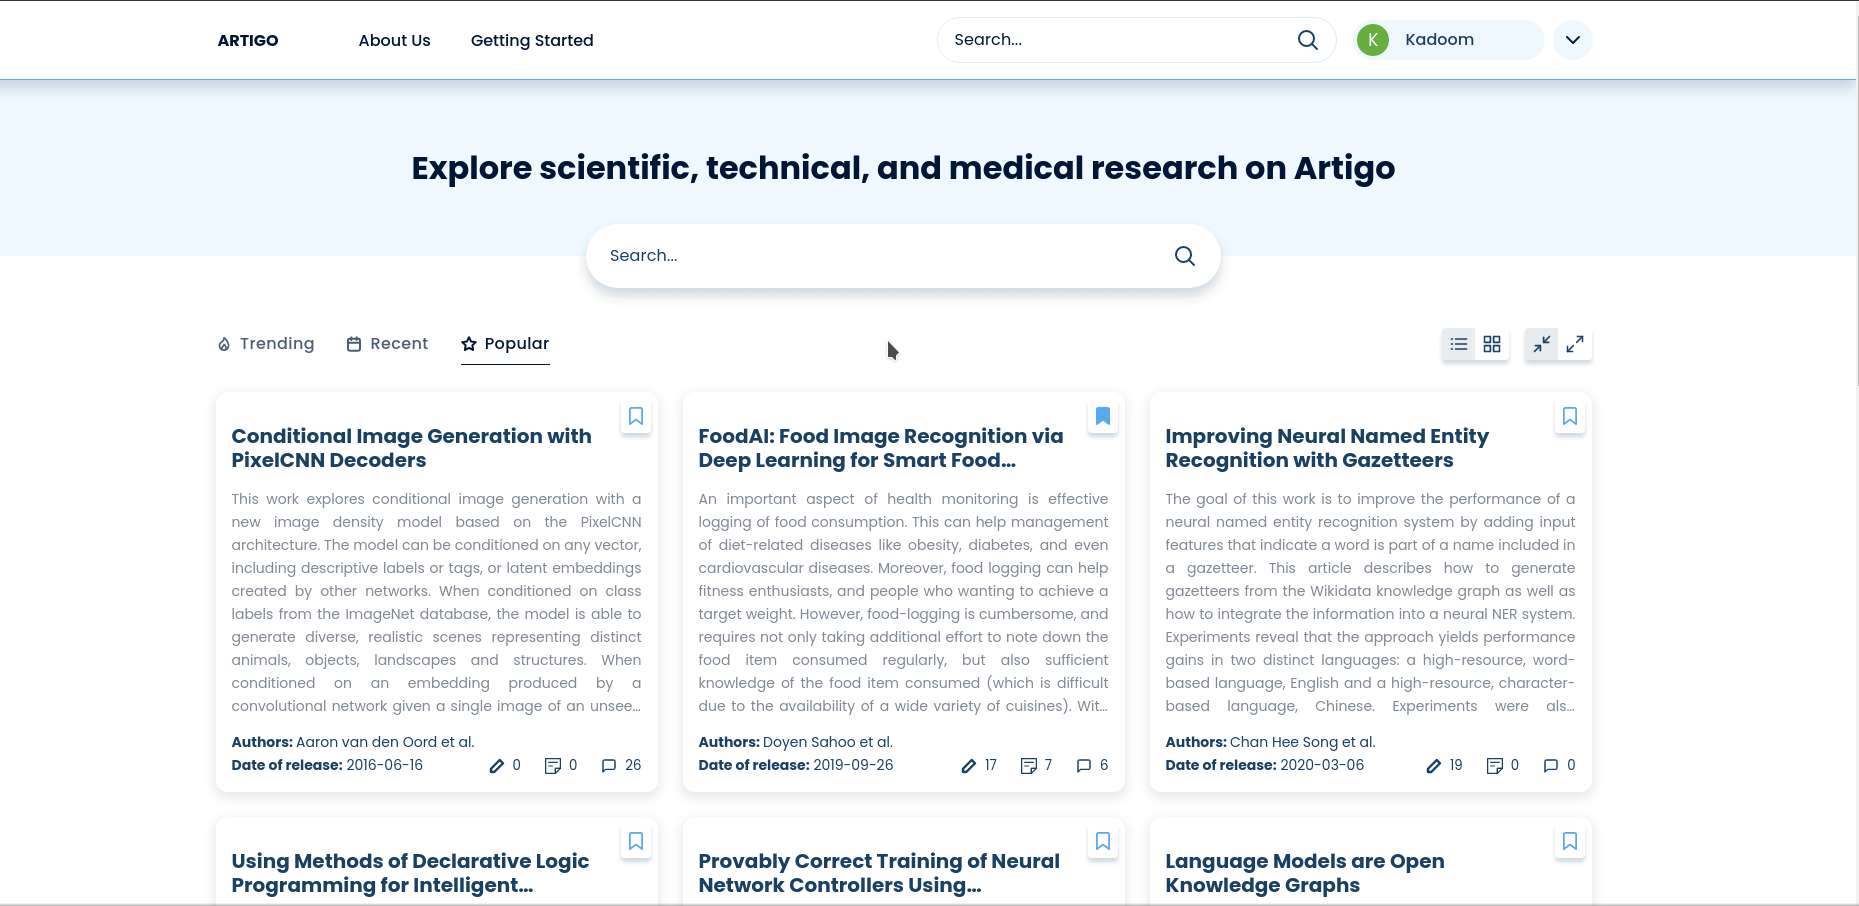 ARTIGO
About Us
Getting Started
Search...
K
Kadoom
Explore scientific, technical, and medical research on Artigo
Search...
Trending
Recent
Popular
Conditional Image Generation with
PixelCNN Decoders
This work explores conditional image generation with a
new image density model based on the PixelCNN
architecture. The model can be conditioned on any vector,
including descriptive labels or tags, or latent embeddings
created by other networks. When conditioned on class
labels from the ImageNet database, the model is able to
generate diverse, realistic scenes representing distinct
animals, objects, landscapes and structures. When
conditioned on an embedding produced by a
convolutional network given a single image of an unsee...
Authors: Aaron van den Oord et al.
Date of release: 2016-06-16
0
0
26
FoodAI: Food Image Recognition via
Deep Learning for Smart Food...
An important aspect of health monitoring is effective
logging of food consumption. This can help management
of diet-related diseases like obesity, diabetes, and even
cardiovascular diseases. Moreover, food logging can help
fitness enthusiasts, and people who wanting to achieve a
target weight. However, food-logging is cumbersome, and
requires not only taking additional effort to note down the
food item consumed regularly, but also sufficient
knowledge of the food item consumed (which is difficult
due to the availability of a wide variety of cuisines). Wit...
Authors: Doyen Sahoo et al.
Date of release: 2019-09-26
17
7
6
Improving Neural Named Entity
Recognition with Gazetteers
The goal of this work is to improve the performance of a
neural named entity recognition system by adding input
features that indicate a word is part of a name included in
a gazetteer. This article describes how to generate
gazetteers from the Wikidata knowledge graph as well as
how to integrate the information into a neural NER system.
Experiments reveal that the approach yields performance
gains in two distinct languages: a high-resource, word-
based language, English and a high-resource, character-
based language, Chinese. Experiments were als...
Authors: Chan Hee Song et al.
Date of release: 2020-03-06
19
0
0
Using Methods of Declarative Logic
Programming for Intelligent...
Provably Correct Training of Neural
Network Controllers Using...
Language Models are Open
Knowledge Graphs